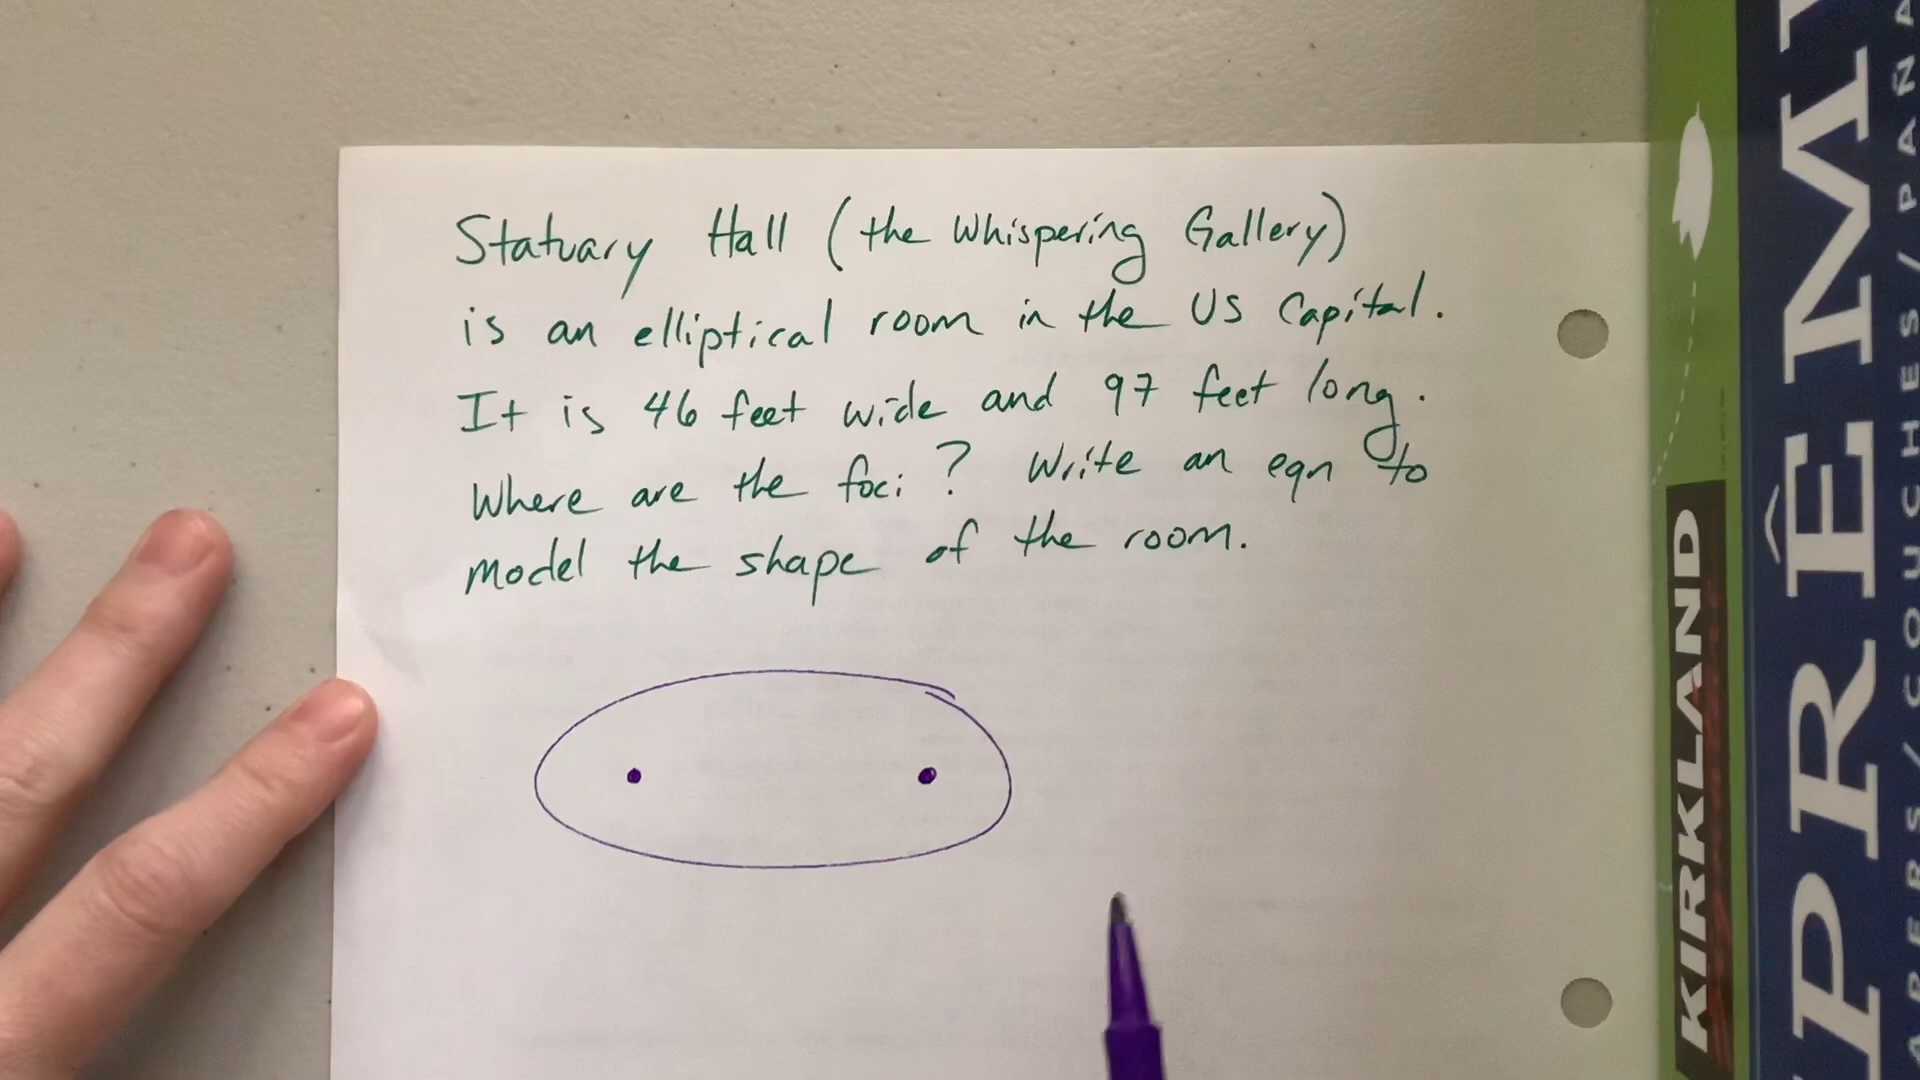 Statuary Hall (the Whispering Gallery)
is an elliptical room in the US Capital.
It is 46 feet wide and 97 feet long.
Where are the foci? Write an eqn to
model the shape of the room.
KIRKLAND